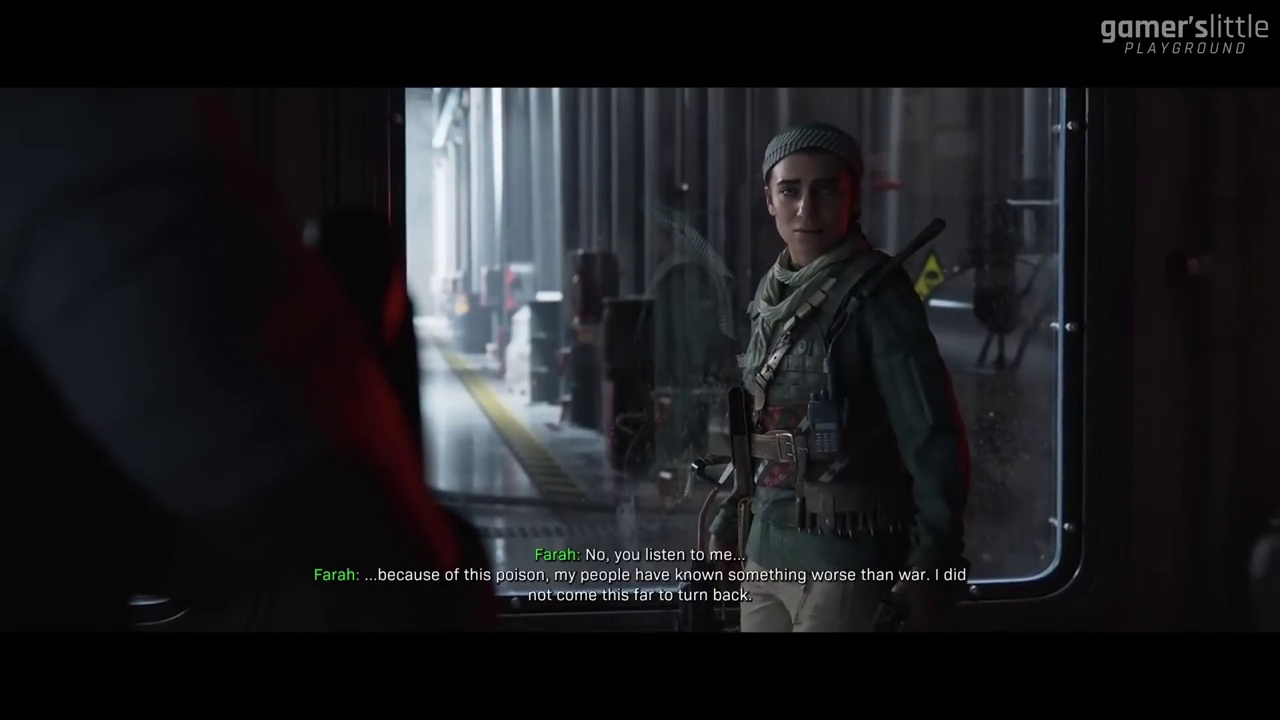 gamer'slittle
PLAYGROUND
Farah: No, you listen to me...
Farah: ...because of this poison, my people have known something worse than war. I did
not come this far to turn back.